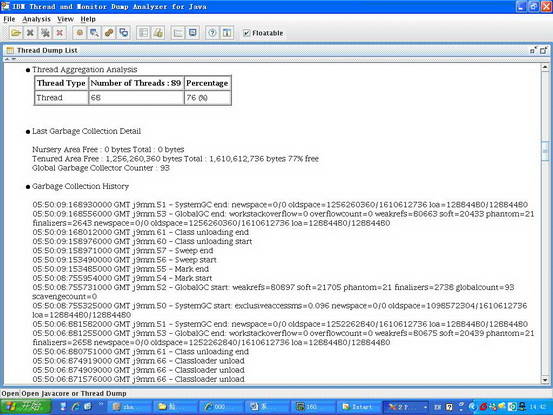 IBM Thread and Monitor Dump Analyzer for Java
File Analysis View Help
Floatable
Thread Dump List
Thread Aggregation Analysis
Thread Type Number of Threads : 89 Percentage
Thread 68 76 (%)
Last Garbage Collection Detail
Nursery Area Free : 0 bytes Total : 0 bytes
Tenured Area Free : 1,256,260,360 bytes Total : 1,610,612,736 bytes 77% free
Global Garbage Collector Counter : 93
Garbage Collection History
05:50:09:168930000 GMT j9mm.51 - SystemGC end: newspace=0/0 oldspace=1256260360/1610612736 loa=12884480/12884480
05:50:09:168556000 GMT j9mm.53 - GlobalGC end: workstackoverflow=0 overflowcount=0 weakrefs=80663 soft=20433 phantom=21
finalizers=2643 newspace=0/0 oldspace=1256260360/1610612736 loa=12884480/12884480
05:50:09:168012000 GMT j9mm.61 - Class unloading end
05:50:09:158976000 GMT j9mm.60 - Class unloading start
05:50:09:158971000 GMT j9mm.57 - Sweep end
05:50:09:153490000 GMT j9mm.56 - Sweep start
05:50:09:153485000 GMT j9mm.55 - Mark end
05:50:08:755954000 GMT j9mm.54 - Mark start
05:50:08:755731000 GMT j9mm.52 - GlobalGC start: weakrefs=80897 soft=21705 phantom=21 finalizers=2738 globalcount=93
scavengecount=0
05:50:08:755325000 GMT j9mm.50 - SystemGC start: exclusiveaccessms=0.096 newspace=0/0 oldspace=1098572304/1610612736
loa=12884480/12884480
05:50:06:881582000 GMT j9mm.51 - SystemGC end: newspace=0/0 oldspace=1252262840/1610612736 loa=12884480/12884480
05:50:06:881255000 GMT j9mm.53 - GlobalGC end: workstackoverflow=0 overflowcount=0 weakrefs=80675 soft=20439 phantom=21
finalizers=2658 newspace=0/0 oldspace=1252262840/1610612736 loa=12884480/12884480
05:50:06:880751000 GMT j9mm.61 - Class unloading end
05:50:06:874919000 GMT j9mm.66 - Classloader unload
05:50:06:874909000 GMT j9mm.66 - Classloader unload
05:50:06:871576000 GMT j9mm.66 - Classloader unload
Open Open Javacore or Thread Dump
开始 Xstart 14:42